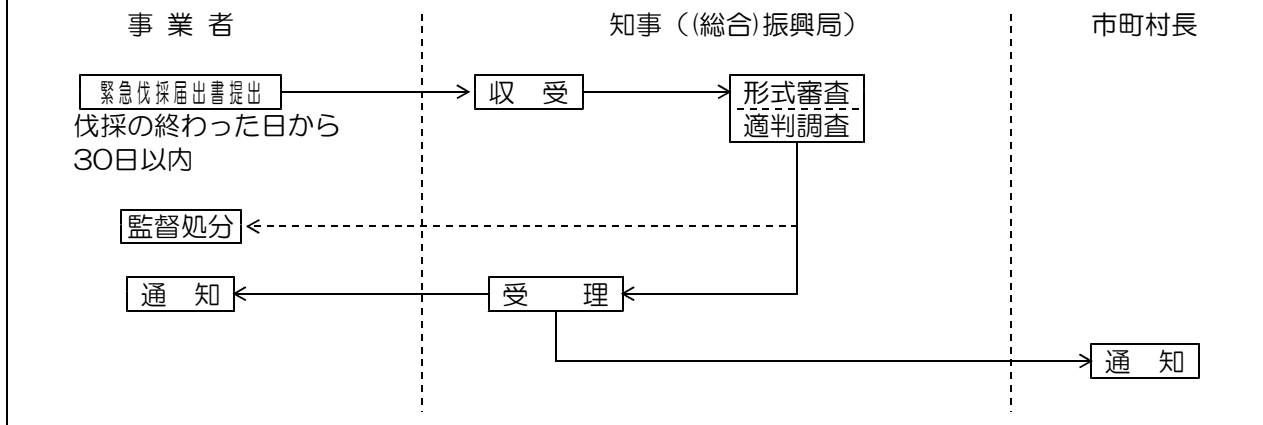 事 業 者
知事（(総合)振興局）
市町村長
緊急伐採届出書提出
収 受
形式審査
適判調査
伐採の終わった日から
30日以内
監督処分
通 知
受 理
通 知